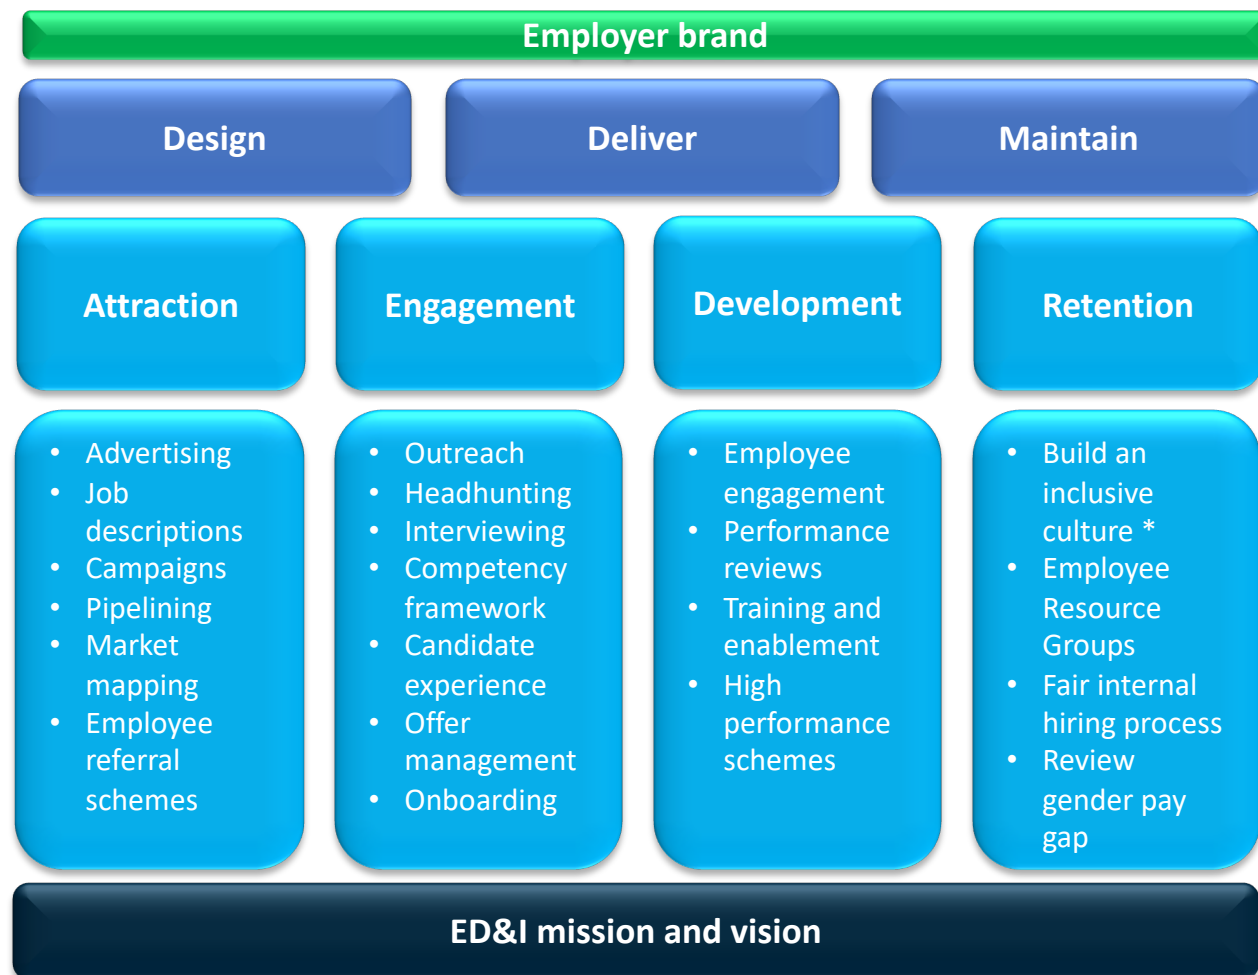 Employer brand
Design
Deliver
Maintain
Attraction
Engagement
Development
Retention
• Advertising
• Job
descriptions
• Campaigns
• Pipelining
• Market
mapping
• Employee
referral
schemes
• Outreach
• Headhunting
• Interviewing
• Competency
framework
• Candidate
experience
• Offer
management
• Onboarding
• Employee
engagement
• Performance
reviews
• Training and
enablement
• High
performance
schemes
• Build an
inclusive
culture *
• Employee
Resource
Groups
• Fair internal
hiring process
• Review
gender pay
gap
ED&I mission and vision